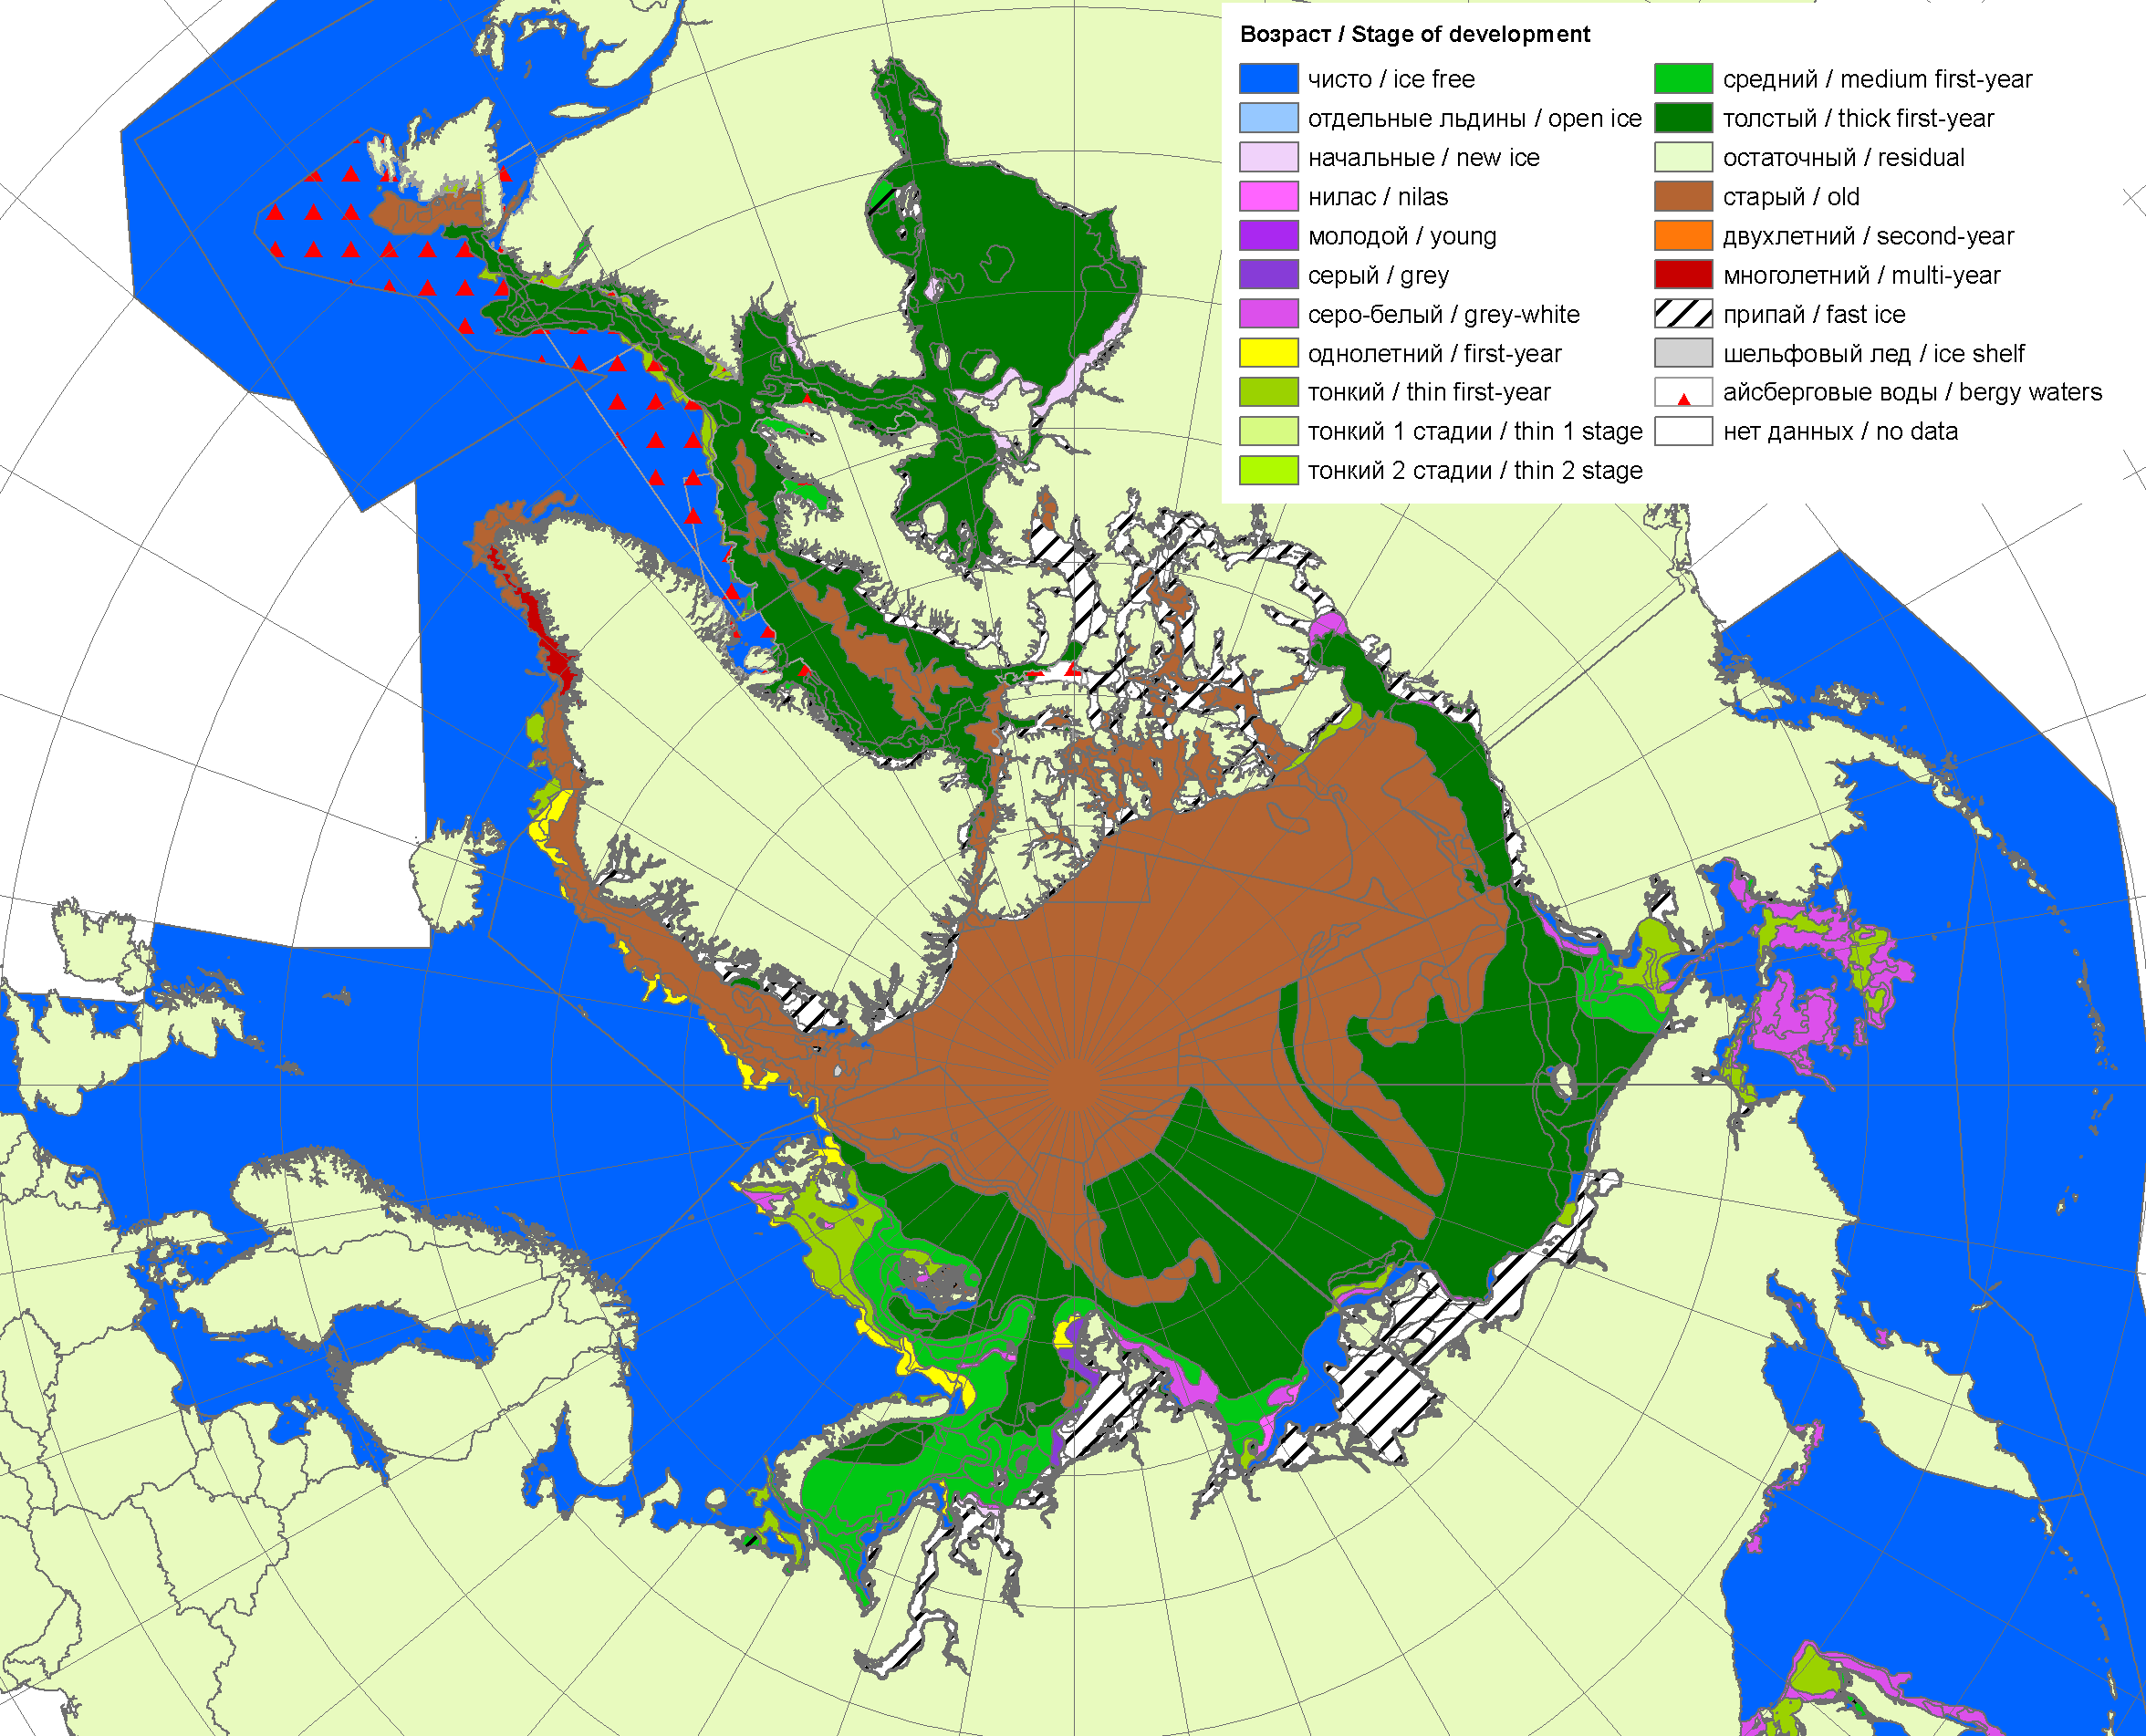 Возраст / Stage of development
чисто / ice free
отдельные льдины / open ice
начальные / new ice
нилас / nilas
молодой / young
серый / grey
серо-белый / grey-white
однолетний / first-year
тонкий / thin first-year
тонкий 1 стадии / thin 1 stage
тонкий 2 стадии / thin 2 stage
средний / medium first-year
толстый / thick first-year
остаточный / residual
старый / old
двухлетний / second-year
многолетний / multi-year
припай / fast ice
шельфовый лед / ice shelf
айсберговые воды / bergy waters
нет данных / no data